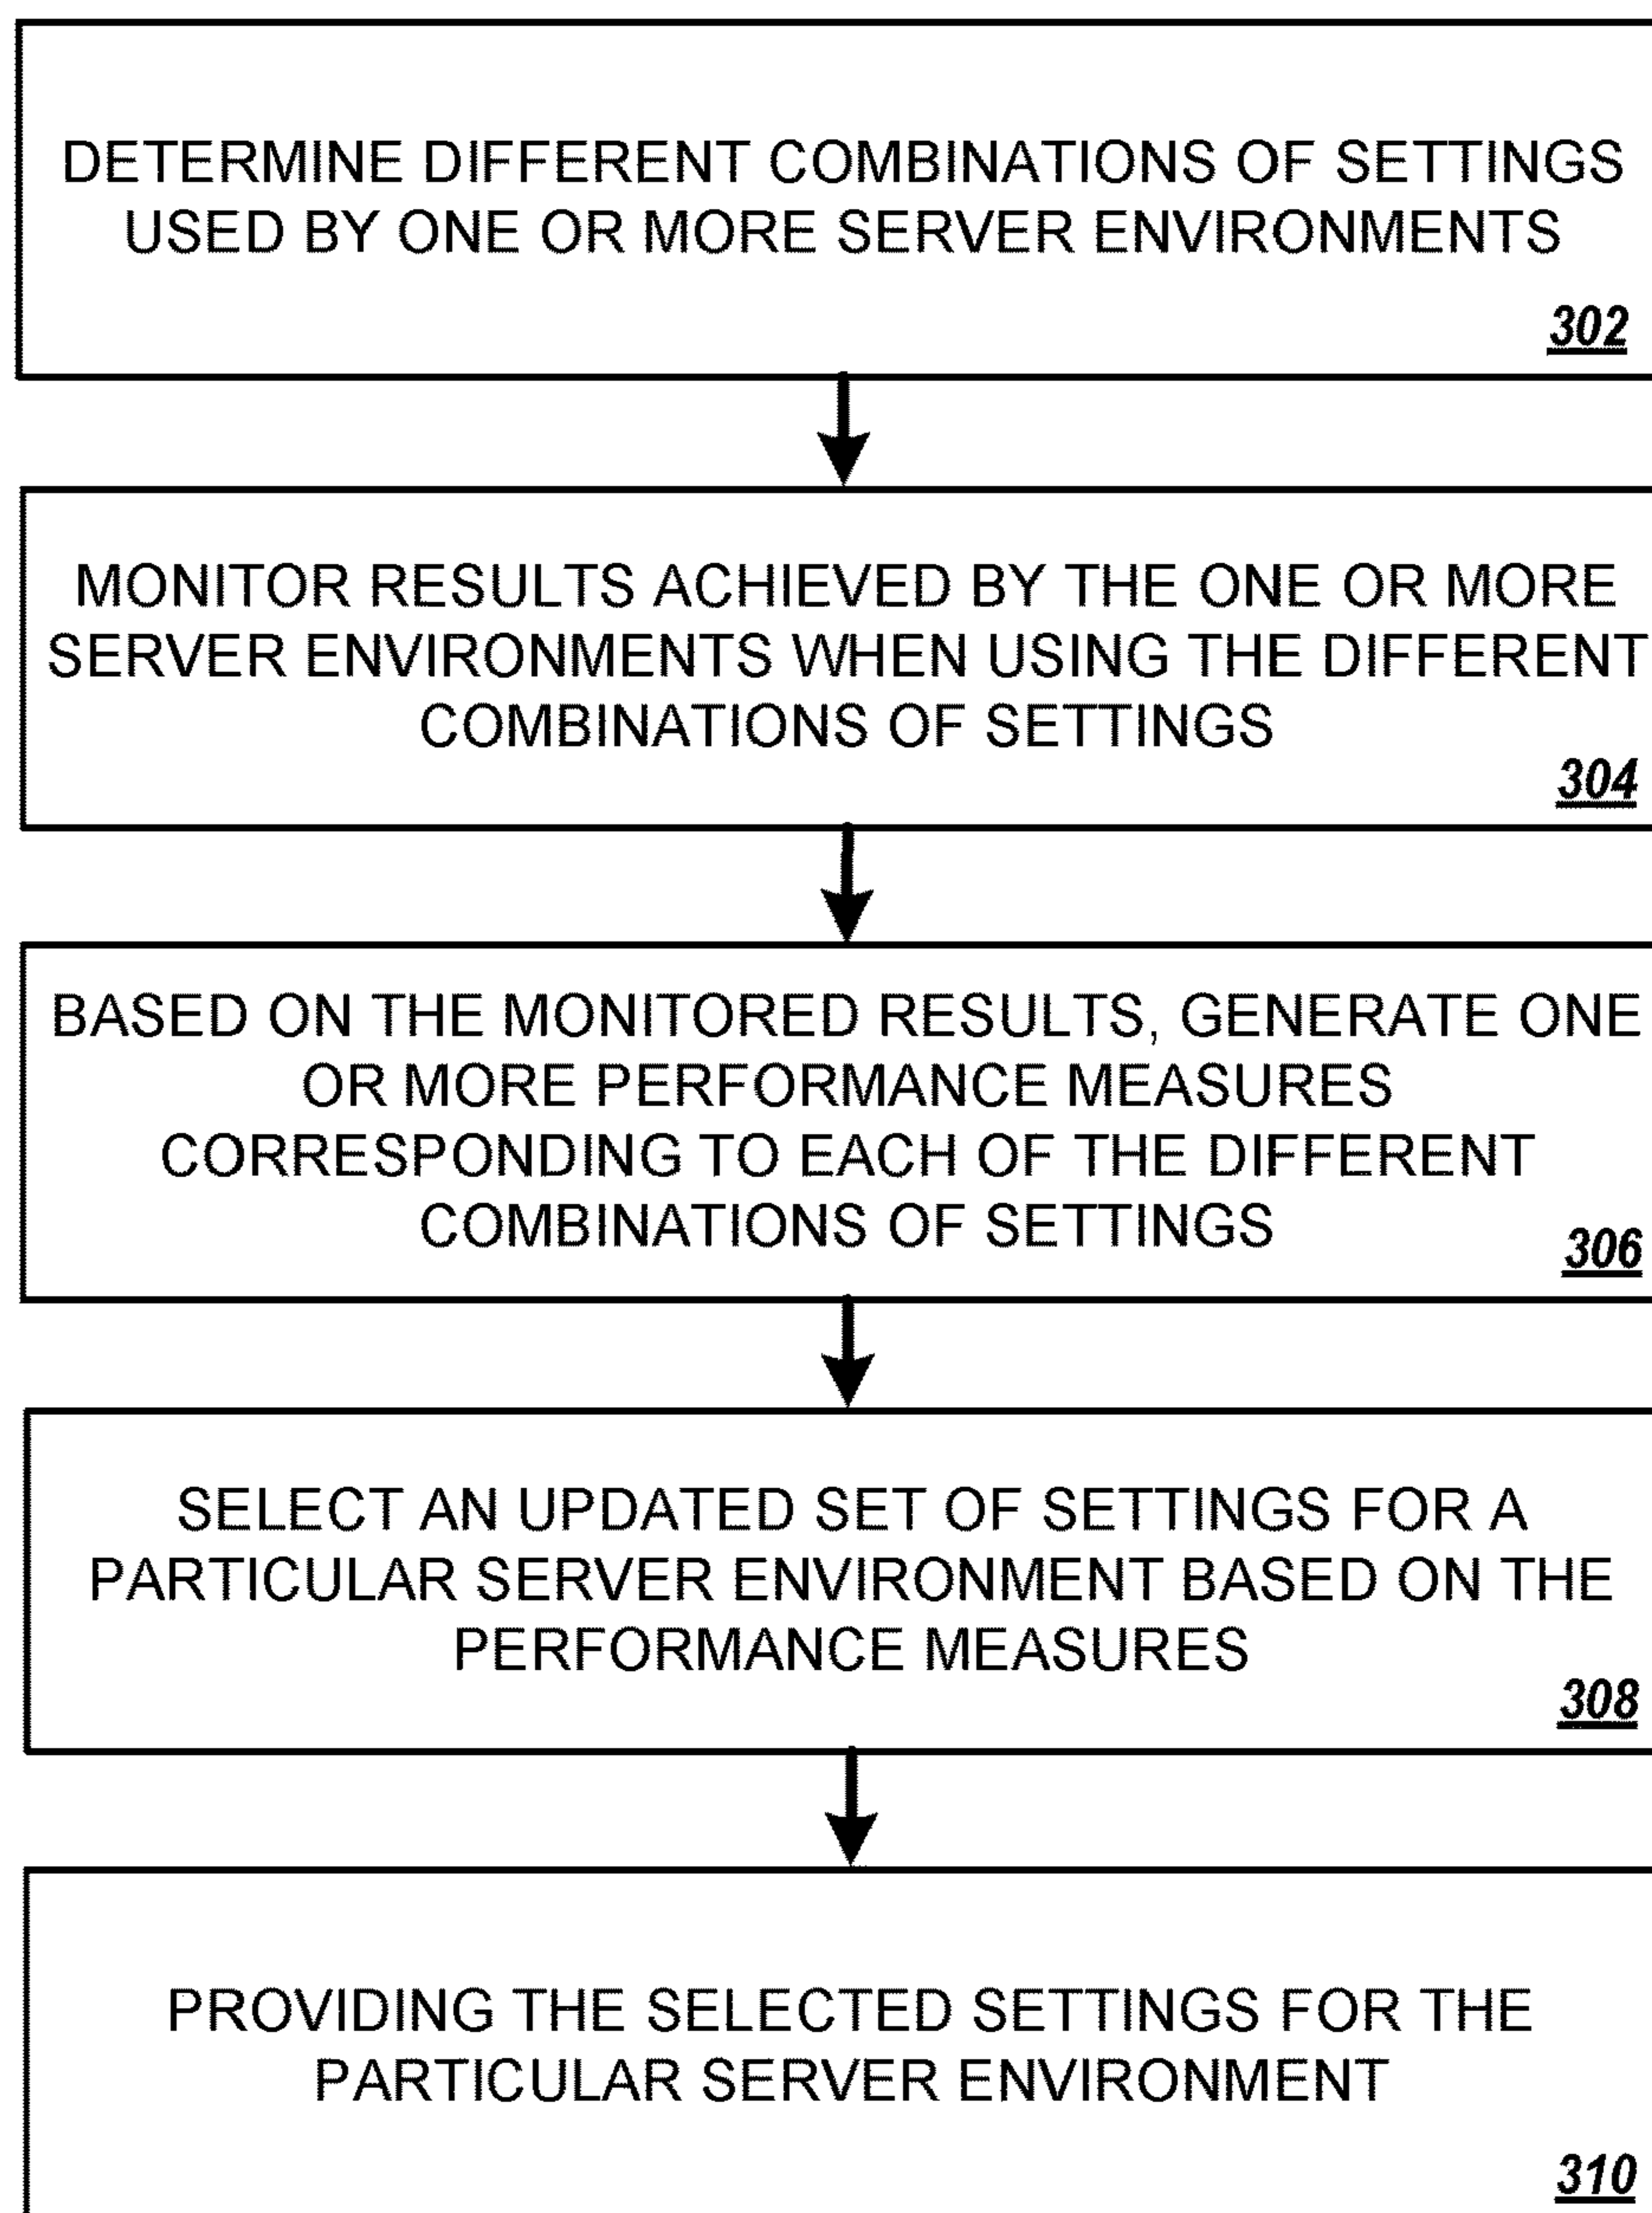 DETERMINE DIFFERENT COMBINATIONS OF SETTINGS
USED BY ONE OR MORE SERVER ENVIRONMENTS
302
MONITOR RESULTS ACHIEVED BY THE ONE OR MORE
SERVER ENVIRONMENTS WHEN USING THE DIFFERENT
COMBINATIONS OF SETTINGS
304
BASED ON THE MONITORED RESULTS, GENERATE ONE
OR MORE PERFORMANCE MEASURES
CORRESPONDING TO EACH OF THE DIFFERENT
COMBINATIONS OF SETTINGS
306
SELECT AN UPDATED SET OF SETTINGS FOR A
PARTICULAR SERVER ENVIRONMENT BASED ON THE
PERFORMANCE MEASURES
308
PROVIDING THE SELECTED SETTINGS FOR THE
PARTICULAR SERVER ENVIRONMENT
310